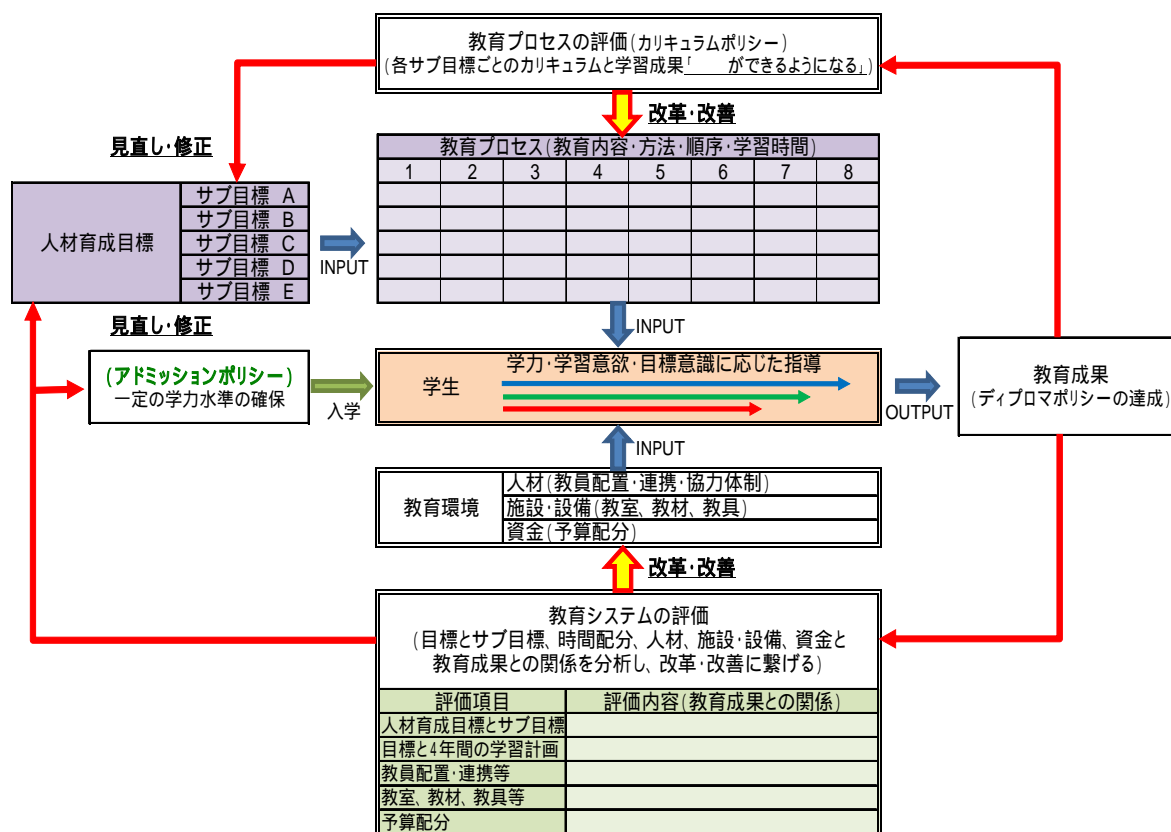 教育プロセスの評価(カリキュラムポリシー)
(各サブ目標ごとのカリキュラムと学習成果「　　ができるようになる」)
改革・改善
見直し・修正
教育プロセス(教育内容・方法・順序・学習時間)
1 2 3 4 5 6 7 8
人材育成目標
サブ目標 A
サブ目標 B
サブ目標 C
サブ目標 D
サブ目標 E
INPUT
見直し・修正
INPUT
(アドミッションポリシー)
一定の学力水準の確保
入学
学生
学力・学習意欲・目標意識に応じた指導
OUTPUT
教育成果
(ディプロマポリシーの達成)
INPUT
教育環境
人材(教員配置・連携・協力体制)
施設・設備(教室、教材、教具)
資金(予算配分)
改革・改善
教育システムの評価
(目標とサブ目標、時間配分、人材、施設・設備、資金と
教育成果との関係を分析し、改革・改善に繋げる)
評価項目 評価内容(教育成果との関係)
人材育成目標とサブ目標
目標と4年間の学習計画
教員配置・連携等
教室、教材、教具等
予算配分